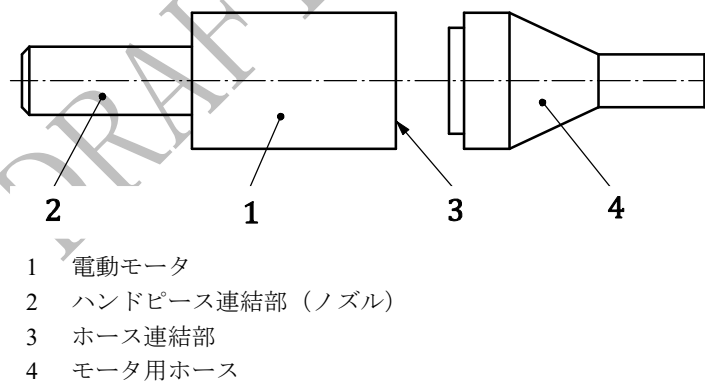 DRAF
2 1 3 4
1 電動モータ
2 ハンドピース連結部（ノズル）
3 ホース連結部
4 モータ用ホース